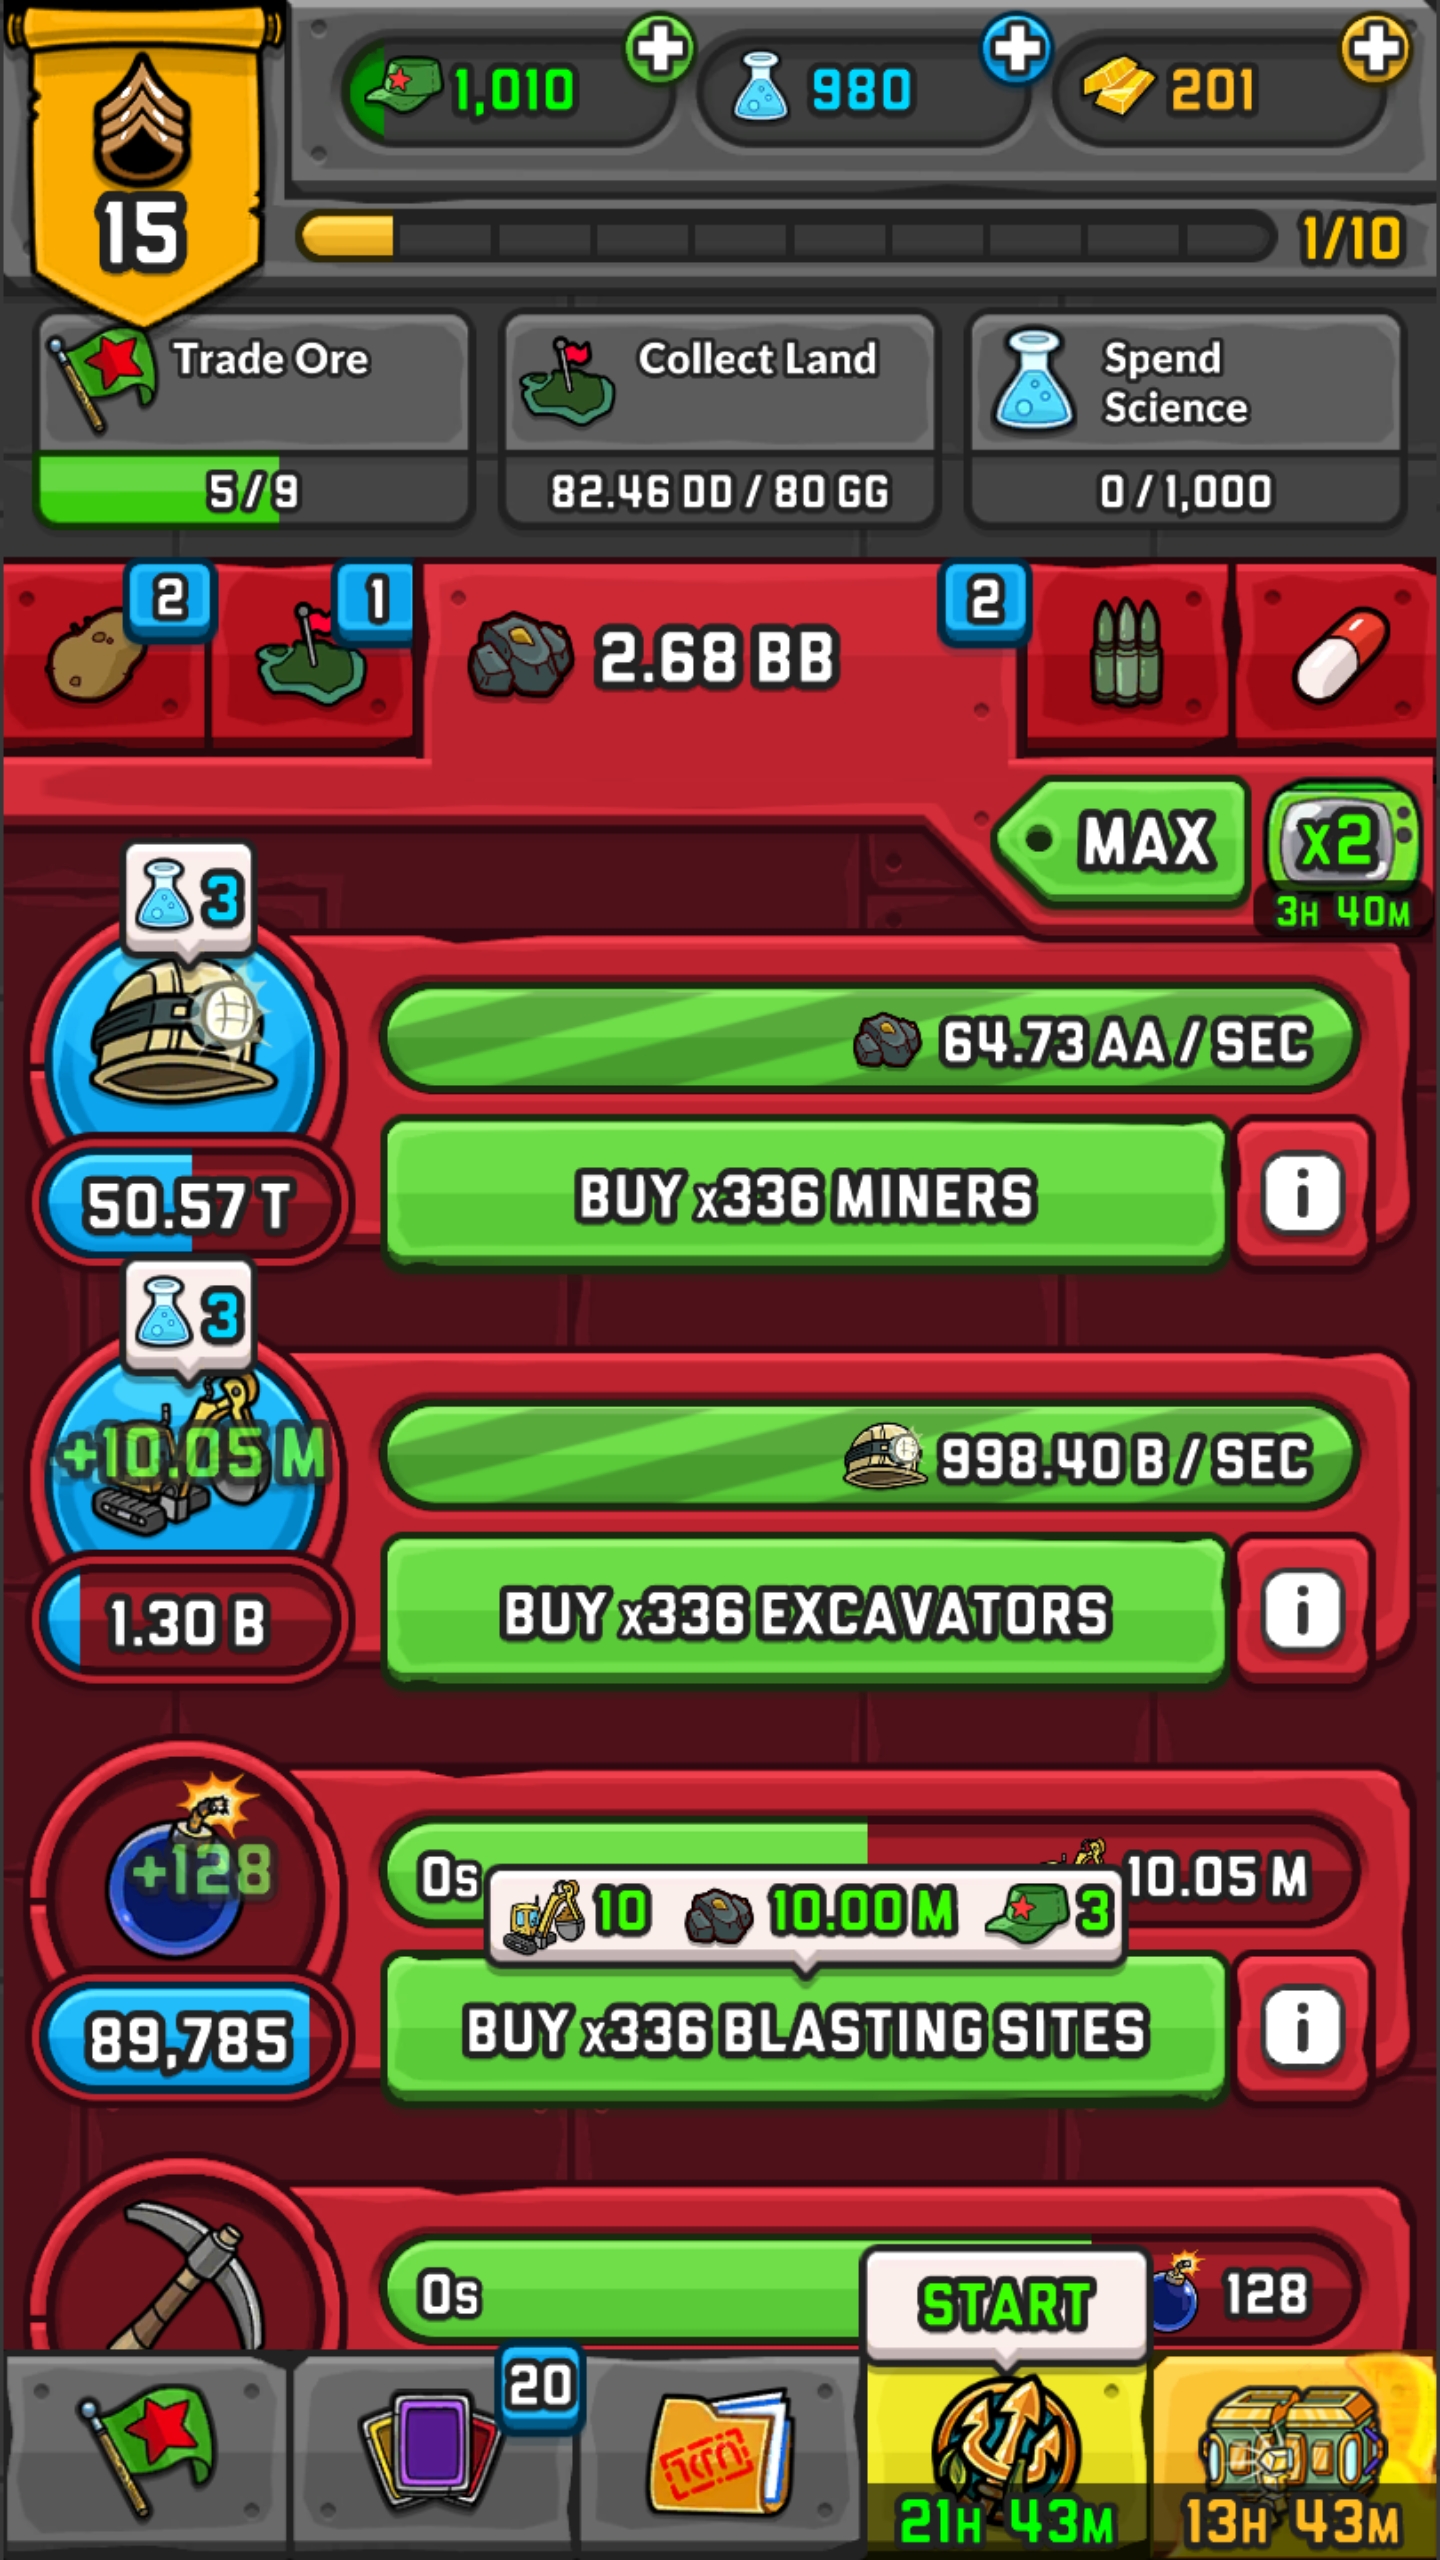 1,010
980
201
15
1/10
Trade Ore
5/9
Collect Land
82.46 DD / 80 GG
Spend
Science
0 / 1,000
2
1
2.68 BB
2
MAX
x2
3H 40M
3
64.73 AA / SEC
50.57 T
BUY x336 MINERS
i
3
+10.05 M
998.40 B / SEC
1.30 B
BUY x336 EXCAVATORS
i
+128
0s
10.05 M
10 10.00 M 3
89,785
BUY x336 BLASTING SITES
i
0s
128
START
20
21H 43M
13H 43M